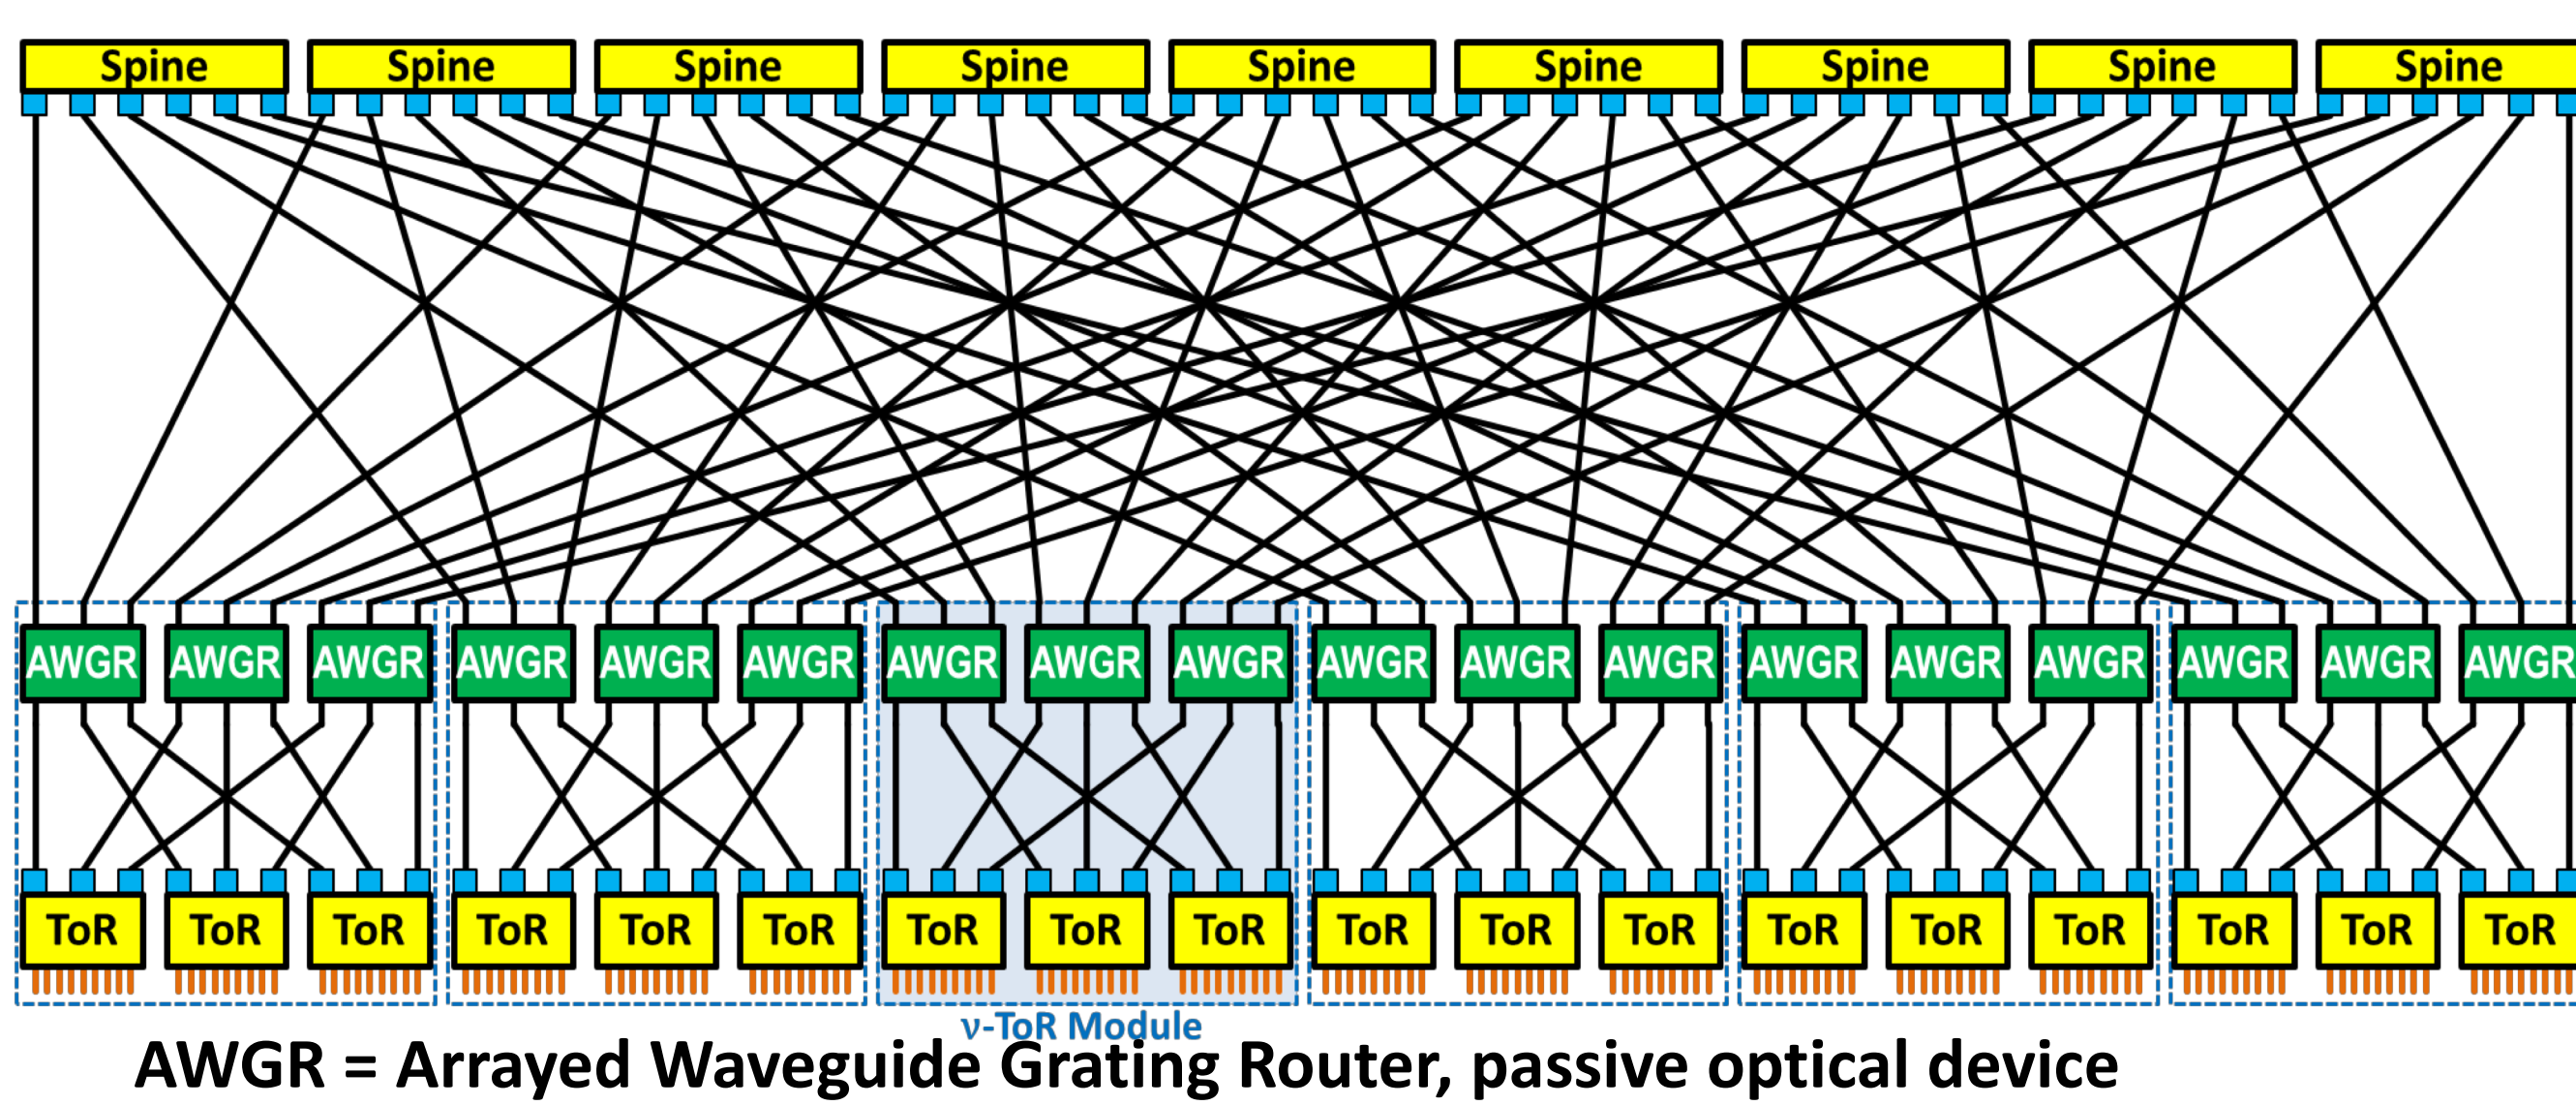 Spine Spine Spine Spine Spine Spine Spine Spine Spine
AWGR AWGR AWGR AWGR AWGR AWGR AWGR AWGR AWGR AWGR AWGR AWGR AWGR AWGR AWGR AWGR AWGR AWGR
ToR ToR ToR ToR ToR ToR ToR ToR ToR ToR ToR ToR ToR ToR ToR ToR ToR ToR
ν-ToR Module
AWGR = Arrayed Waveguide Grating Router, passive optical device